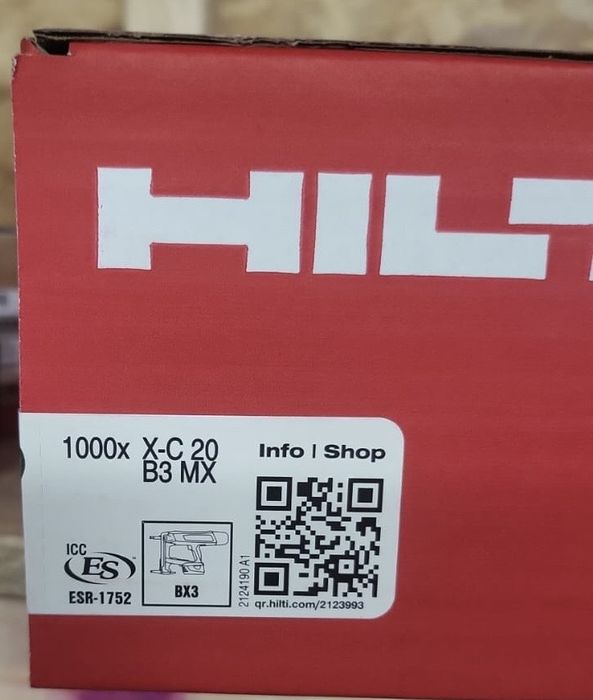 HILT
1000x X-C 20
B3 MX
Info | Shop
ICC
ES
ESR-1752
BX3
2124190 A1
qr.hilti.com/2123993